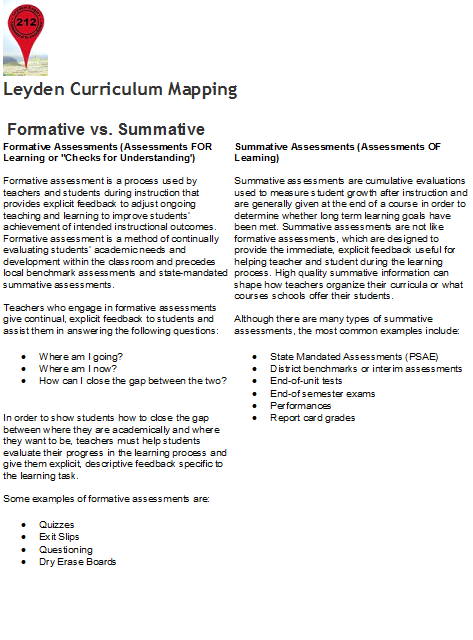 212
Leyden Curriculum Mapping
Formative vs. Summative
Formative Assessments (Assessments FOR
Learning or "Checks for Understanding')
Formative assessment is a process used by
teachers and students during instruction that
provides explicit feedback to adjust ongoing
teaching and learning to improve students'
achievement of intended instructional outcomes.
Formative assessment is a method of continually
evaluating students' academic needs and
development within the classroom and precedes
local benchmark assessments and state-mandated
summative assessments.
Teachers who engage in formative assessments
give continual, explicit feedback to students and
assist them in answering the following questions:
• Where am I going?
• Where am I now?
• How can I close the gap between the two?
In order to show students how to close the gap
between where they are academically and where
they want to be, teachers must help students
evaluate their progress in the learning process and
give them explicit, descriptive feedback specific to
the learning task.
Some examples of formative assessments are:
• Quizzes
• Exit Slips
• Questioning
• Dry Erase Boards
Summative Assessments (Assessments OF
Learning)
Summative assessments are cumulative evaluations
used to measure student growth after instruction and
are generally given at the end of a course in order to
determine whether long term learning goals have
been met. Summative assessments are not like
formative assessments, which are designed to
provide the immediate, explicit feedback useful for
helping teacher and student during the learning
process. High quality summative information can
shape how teachers organize their curricula or what
courses schools offer their students.
Although there are many types of summative
assessments, the most common examples include:
• State Mandated Assessments (PSAE)
• District benchmarks or interim assessments
• End-of-unit tests
• End-of semester exams
• Performances
• Report card grades